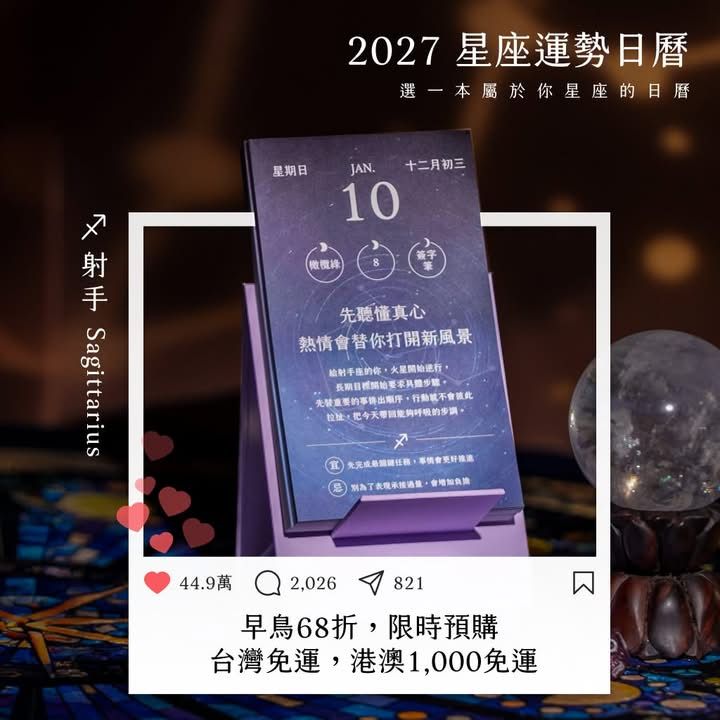 2027 星座運勢日曆
選一本屬於你星座的日曆
♐ 射手 Sagittarius
星期日 JAN. 十二月初三
10
橄欖綠 8 簽字筆
先聽懂真心
熱情會替你打開新風景
給射手座的你,火星開始逆行,
長期目標開始要求具體步驟。
先替重要的事排出順序,行動就不會彼此
拉扯,把今天帶回能夠呼吸的步調。
♐
宜 先完成最關鍵任務,事情會更好推進
忌 別為了表現承接過量,會增加負擔
44.9萬 2,026 821
早鳥68折,限時預購
台灣免運,港澳1,000免運